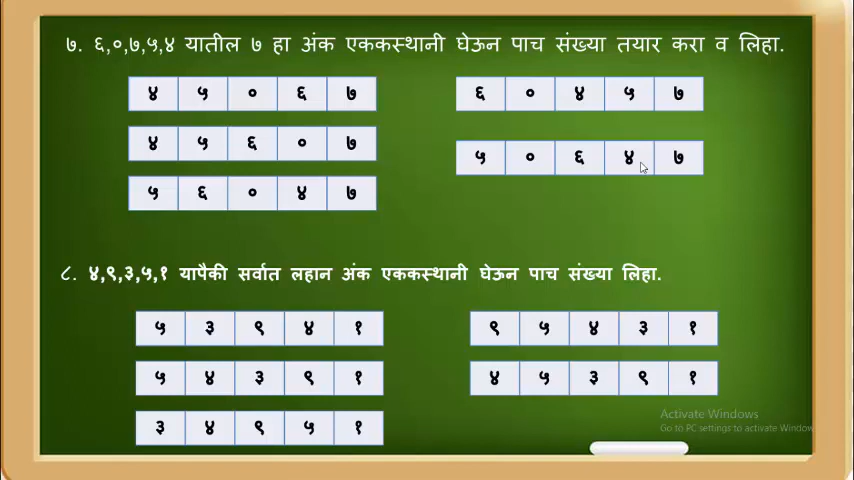 ७. ६,०,७,५,४ यातील ७ हा अंक एककस्थानी घेऊन पाच संख्या तयार करा व लिहा.
४ ५ ० ६ ७
६ ० ४ ५ ७
४ ५ ६ ० ७
५ ० ६ ४ ७
५ ६ ० ४ ७
८. ४,९,३,५,१ यापैकी सर्वात लहान अंक एककस्थानी घेऊन पाच संख्या लिहा.
५ ३ ९ ४ १
९ ५ ४ ३ १
५ ४ ३ ९ १
४ ५ ३ ९ १
३ ४ ९ ५ १
Activate Windows
Go to PC settings to activate Window